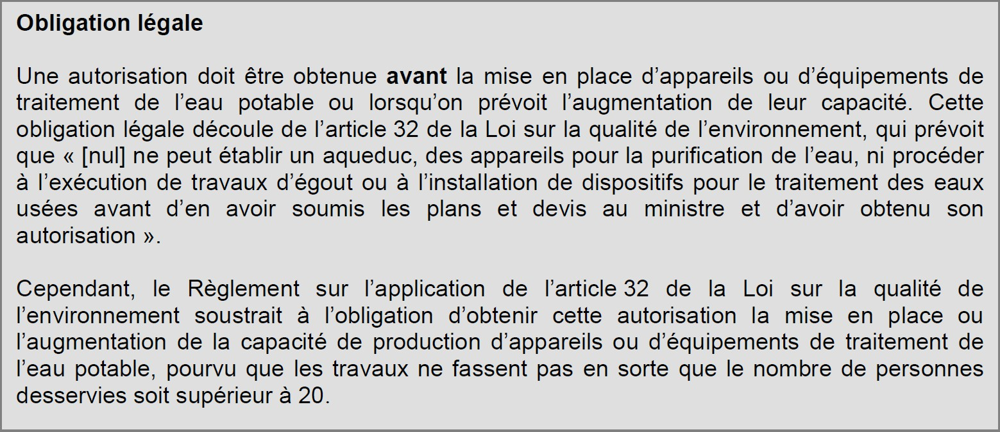 Obligation légale
Une autorisation doit être obtenue avant la mise en place d’appareils ou d’équipements de
traitement de l’eau potable ou lorsqu’on prévoit l’augmentation de leur capacité. Cette
obligation légale découle de l’article 32 de la Loi sur la qualité de l’environnement, qui prévoit
que « [nul] ne peut établir un aqueduc, des appareils pour la purification de l’eau, ni procéder
à l’exécution de travaux d’égout ou à l’installation de dispositifs pour le traitement des eaux
usées avant d’en avoir soumis les plans et devis au ministre et d’avoir obtenu son
autorisation ».
Cependant, le Règlement sur l’application de l’article 32 de la Loi sur la qualité de
l’environnement soustrait à l’obligation d’obtenir cette autorisation la mise en place ou
l’augmentation de la capacité de production d’appareils ou d’équipements de traitement de
l’eau potable, pourvu que les travaux ne fassent pas en sorte que le nombre de personnes
desservies soit supérieur à 20.